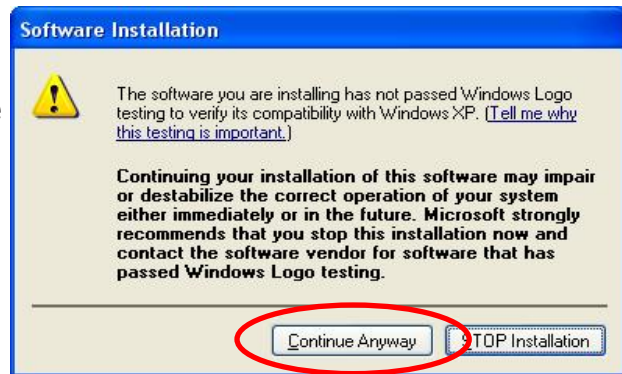 Software Installation
The software you are installing has not passed Windows Logo
testing to verify its compatibility with Windows XP. (Tell me why
this testing is important.)
Continuing your installation of this software may impair
or destabilize the correct operation of your system
either immediately or in the future. Microsoft strongly
recommends that you stop this installation now and
contact the software vendor for software that has
passed Windows Logo testing.
Continue Anyway
STOP Installation